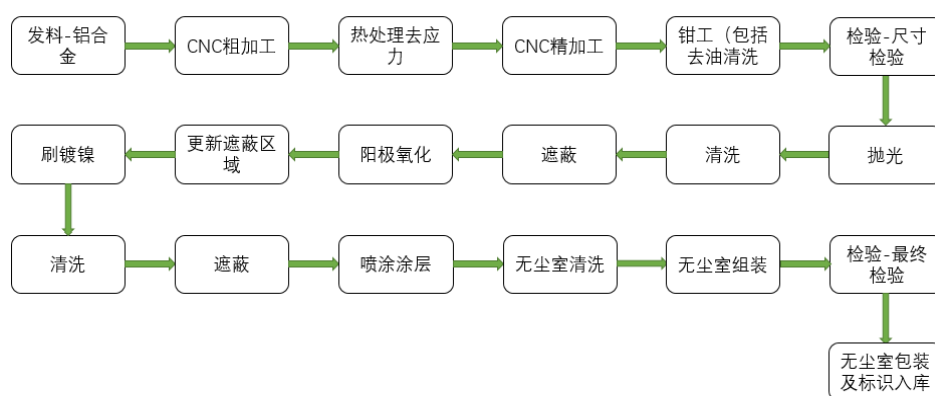 发料-铝合
金
CNC粗加工
热处理去应
力
CNC精加工
钳工（包括
去油清洗
检验-尺寸
检验
抛光
清洗
遮蔽
阳极氧化
更新遮蔽区
域
刷镀镍
清洗
遮蔽
喷涂涂层
无尘室清洗
无尘室组装
检验-最终
检验
无尘室包装
及标识入库